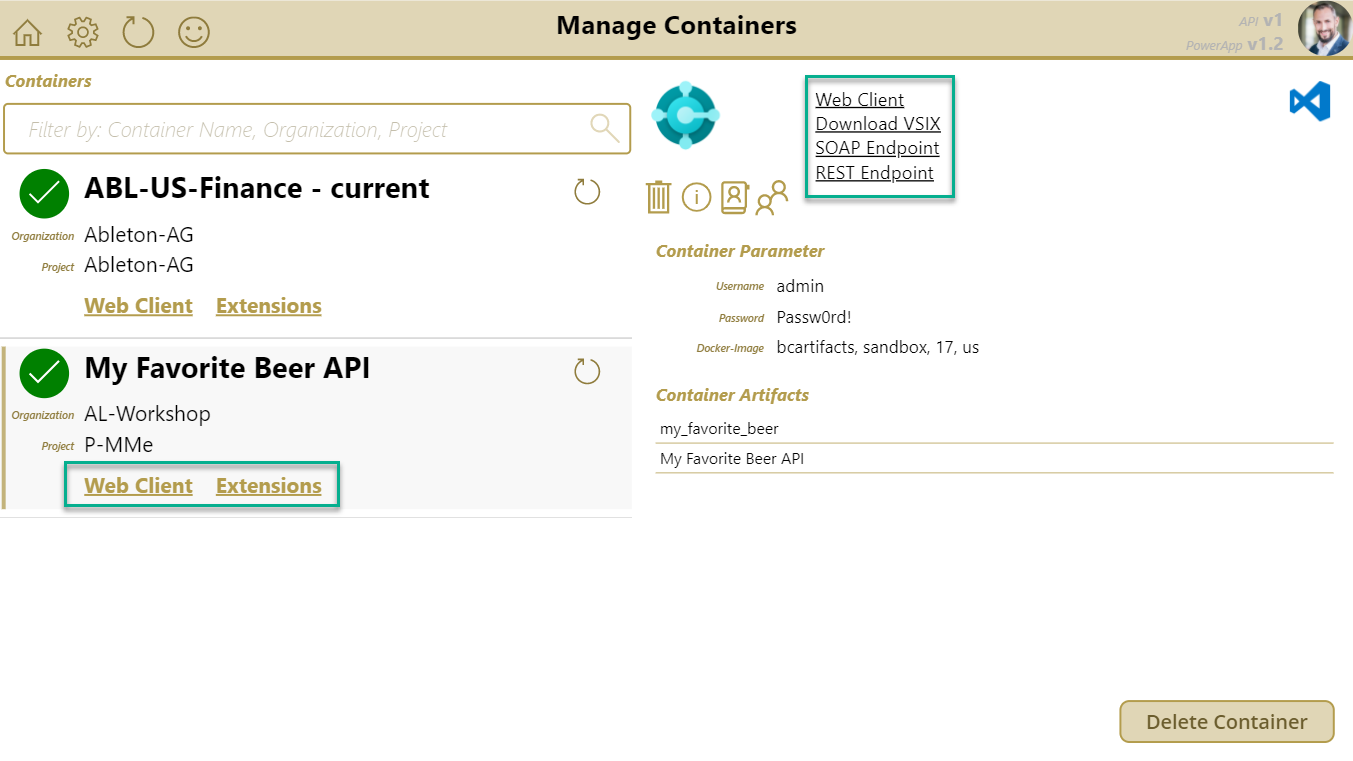 Manage Containers
API v1
PowerApp v1.2
Containers
Filter by: Container Name, Organization, Project
ABL-US-Finance - current
Organization Ableton-AG
Project Ableton-AG
Web Client Extensions
My Favorite Beer API
Organization AL-Workshop
Project P-MMe
Web Client Extensions
Web Client
Download VSIX
SOAP Endpoint
REST Endpoint
Container Parameter
Username admin
Password Passw0rd!
Docker-Image bcartifacts, sandbox, 17, us
Container Artifacts
my_favorite_beer
My Favorite Beer API
Delete Container